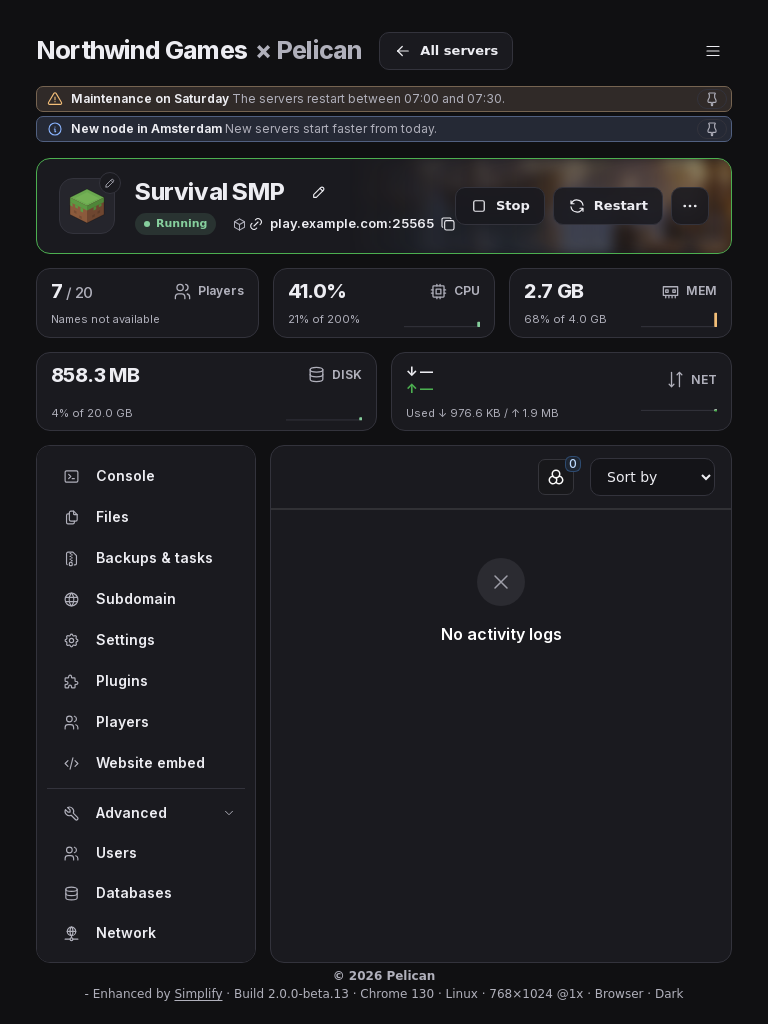 Northwind Games × Pelican
All servers
Maintenance on Saturday The servers restart between 07:00 and 07:30.
New node in Amsterdam New servers start faster from today.
Survival SMP
Running
play.example.com:25565
Stop
Restart
7 / 20
Players
Names not available
41.0%
CPU
21% of 200%
2.7 GB
MEM
68% of 4.0 GB
858.3 MB
DISK
4% of 20.0 GB
↓ —
↑ —
NET
Used ↓ 976.6 KB / ↑ 1.9 MB
Console
Files
Backups & tasks
Subdomain
Settings
Plugins
Players
Website embed
Advanced
Users
Databases
Network
0
Sort by
No activity logs
© 2026 Pelican
- Enhanced by Simplify · Build 2.0.0-beta.13 · Chrome 130 · Linux · 768×1024 @1x · Browser · Dark